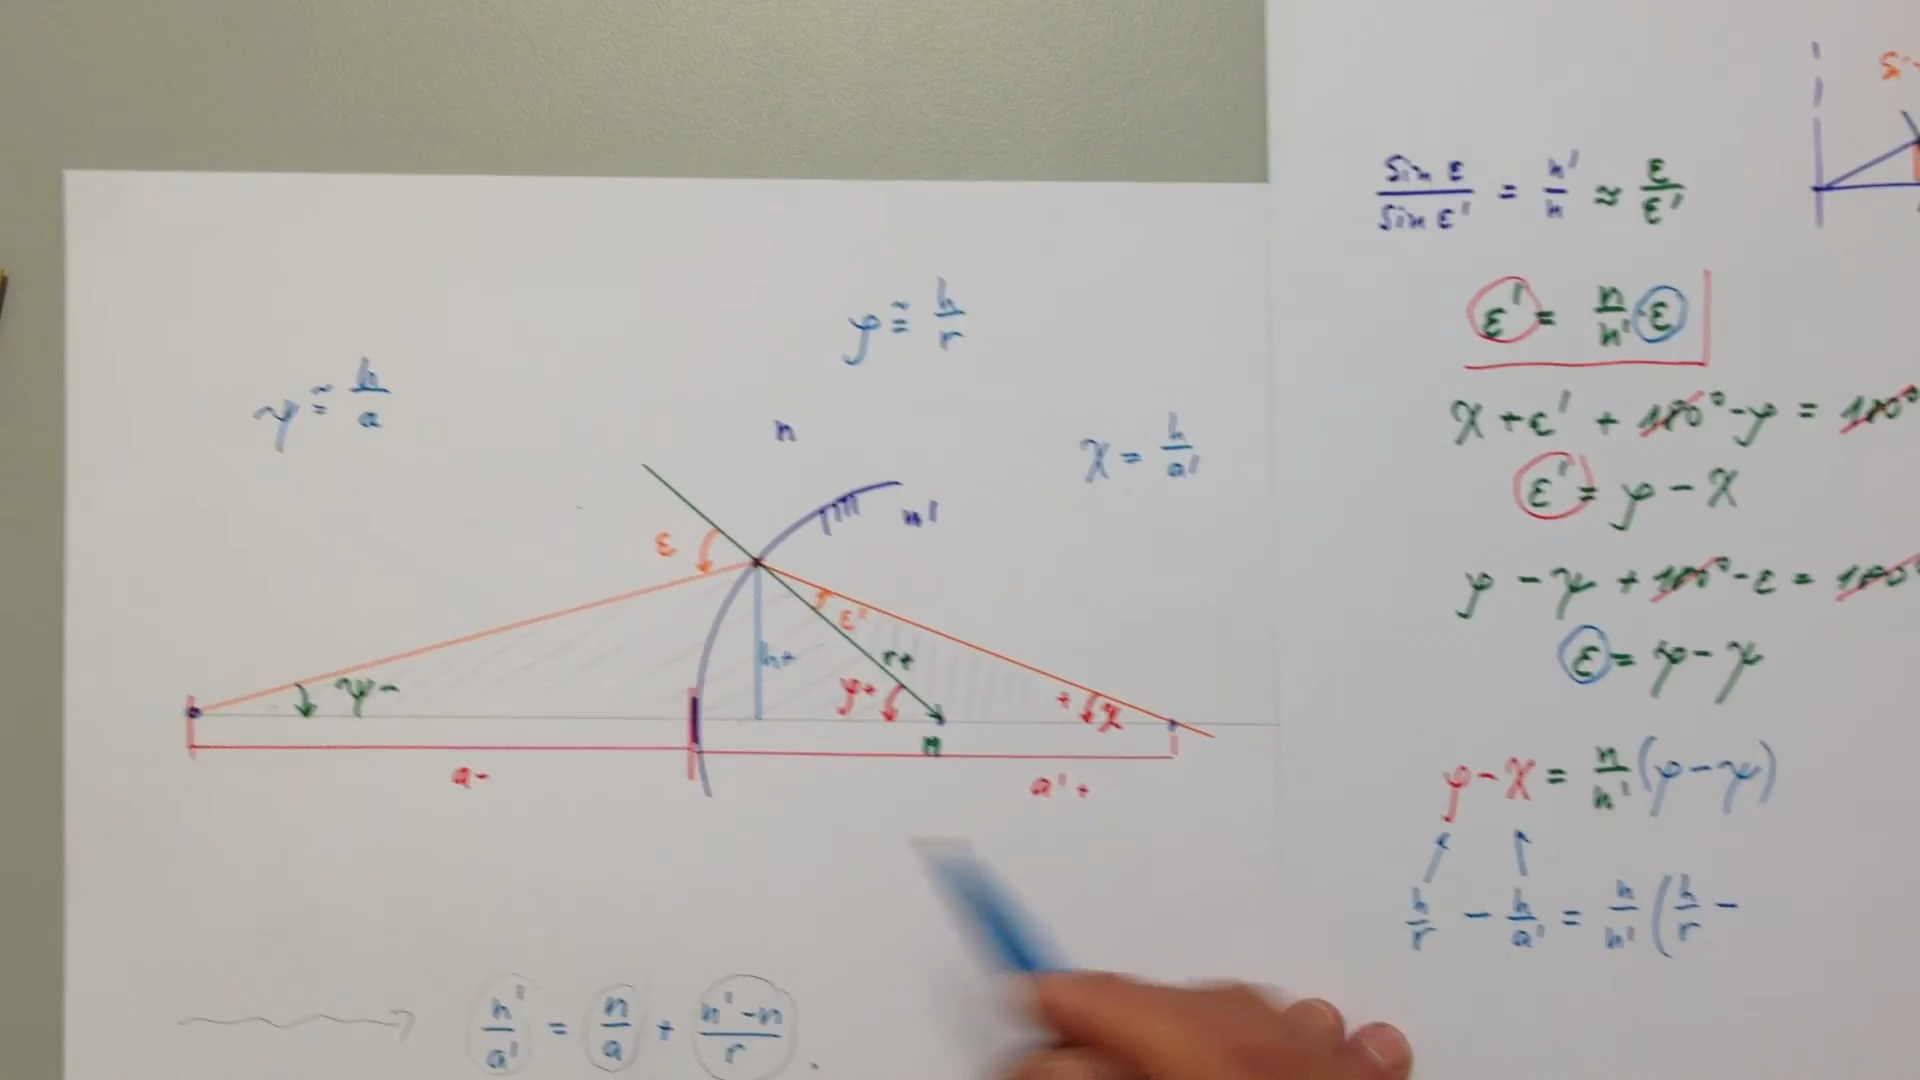 ψ ≈ h/a
φ ≈ h/r
n
χ = h/a'
n'
ε
ε'
h+
r+
ψ-
φ+
+ χ
M
a-
a'+
n'/a' = n/a + (n'-n)/r .
sin ε / sin ε' = n'/n ≈ ε/ε'
ε' = n/n' · ε
χ + ε' + 180° - φ = 180°
ε' = φ - χ
φ - ψ + 180° - ε = 180°
ε = φ - ψ
φ - χ = n/n' (φ - ψ)
h/r - h/a' = n/n' (h/r -